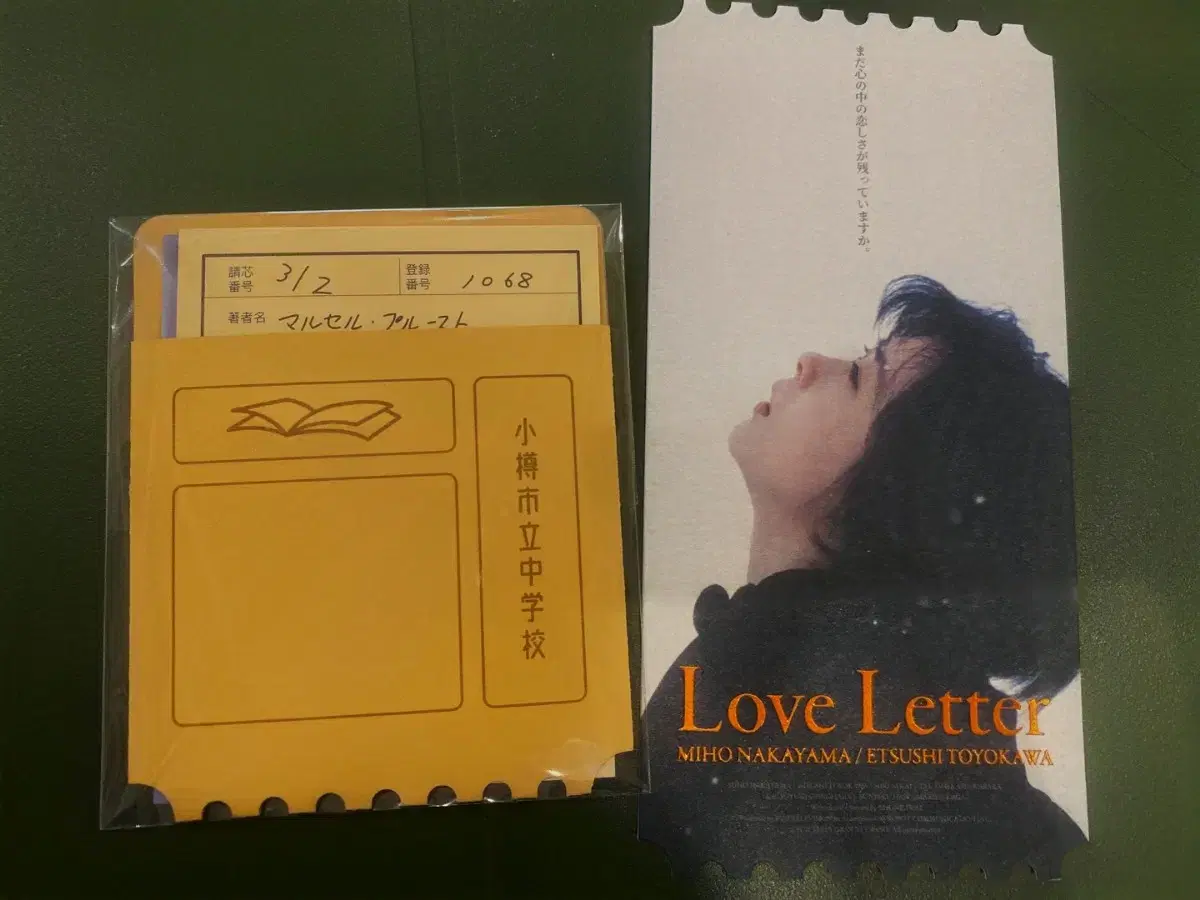 請芯番号 3/2 登録番号 1068
著者名 マルセル・プルースト
小樽市立中学校
まだ心の中の恋しさが残っていますか。
Love Letter
MIHO NAKAYAMA / ETSUSHI TOYOKAWA